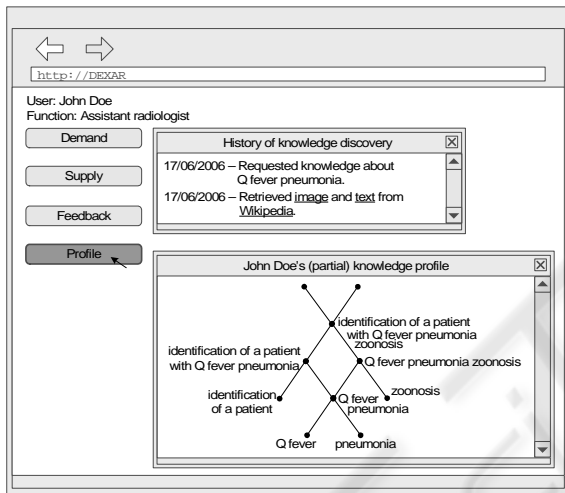 http://DEXAR
User: John Doe
Function: Assistant radiologist
Demand
Supply
Feedback
Profile
History of knowledge discovery
17/06/2006 – Requested knowledge about
Q fever pneumonia.
17/06/2006 – Retrieved image and text from
Wikipedia.
John Doe's (partial) knowledge profile
identification of a patient
with Q fever pneumonia
zoonosis
identification of a patient
with Q fever pneumonia
Q fever pneumonia zoonosis
identification
of a patient
Q fever
pneumonia
zoonosis
Q fever
pneumonia